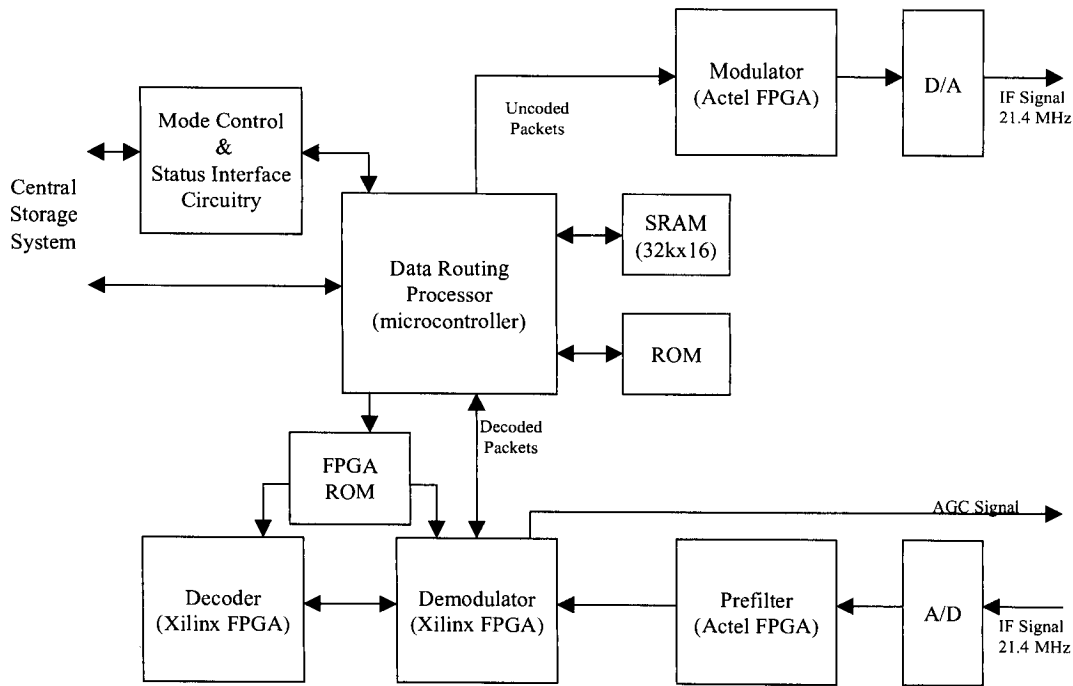 Modulator
(Actel FPGA)
D/A
IF Signal
21.4 MHz
Uncoded
Packets
Mode Control
&
Status Interface
Circuitry
Central
Storage
System
SRAM
(32kx16)
Data Routing
Processor
(microcontroller)
ROM
Decoded
Packets
FPGA
ROM
AGC Signal
Decoder
(Xilinx FPGA)
Demodulator
(Xilinx FPGA)
Prefilter
(Actel FPGA)
A/D
IF Signal
21.4 MHz